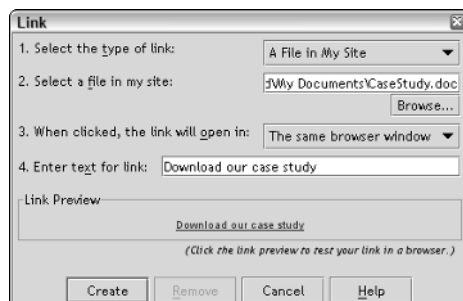 Link
1. Select the type of link: A File in My Site
2. Select a file in my site: My Documents\CaseStudy.doc
Browse...
3. When clicked, the link will open in: The same browser window
4. Enter text for link: Download our case study
Link Preview
Download our case study
(Click the link preview to test your link in a browser.)
Create Remove Cancel Help